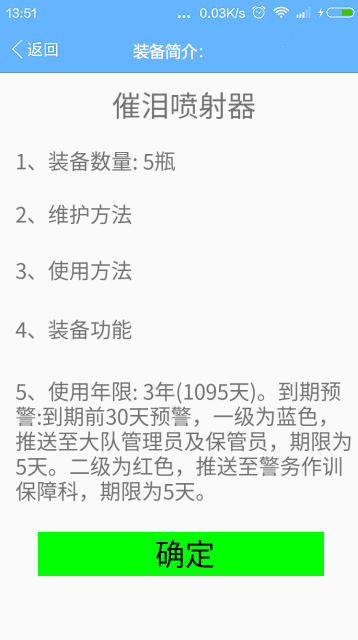 13:51
... 0.03K/s
返回
装备简介:
催泪喷射器
1、装备数量: 5瓶
2、维护方法
3、使用方法
4、装备功能
5、使用年限: 3年(1095天)。到期预
警:到期前30天预警，一级为蓝色，
推送至大队管理员及保管员，期限为
5天。二级为红色，推送至警务作训
保障科，期限为5天。
确定